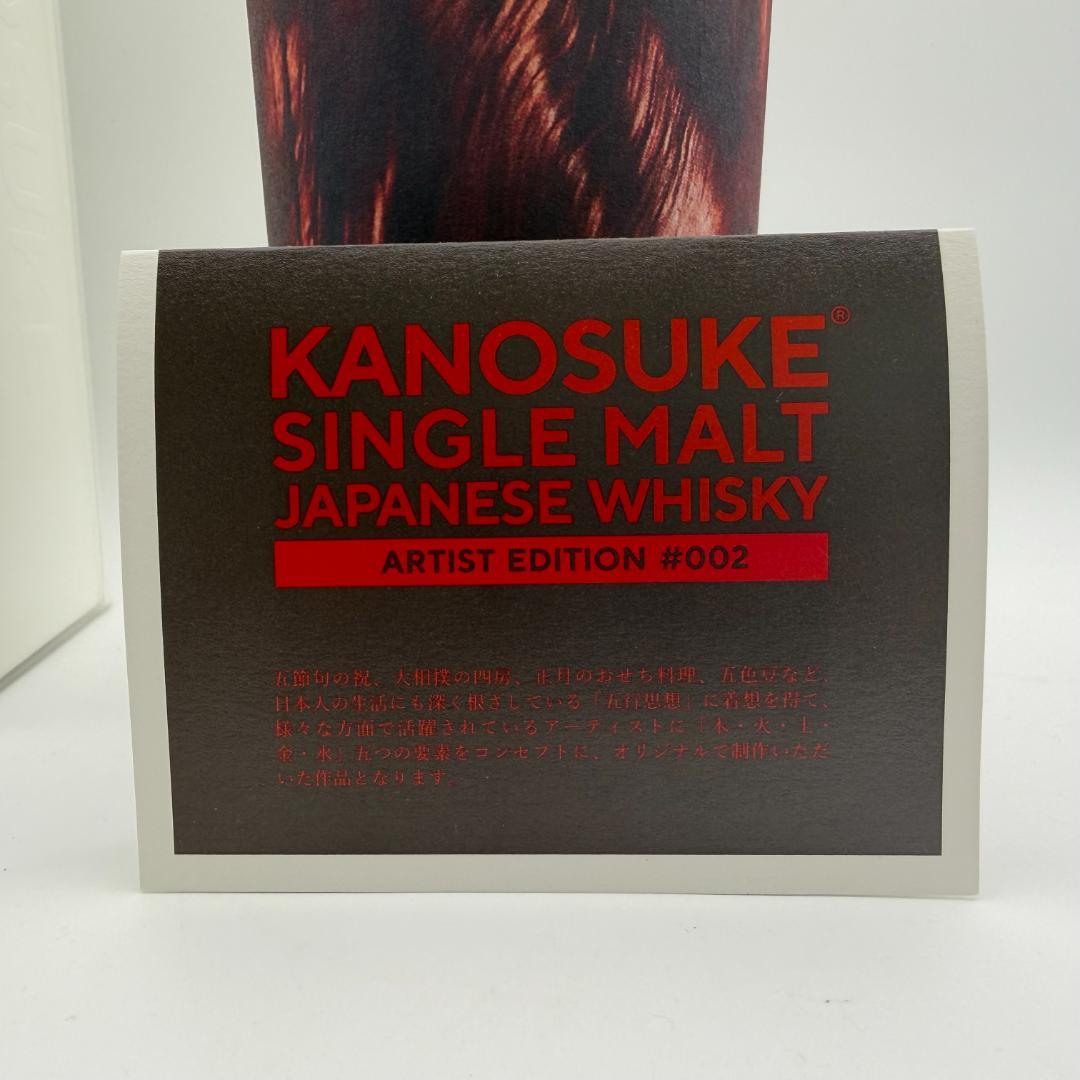 KANOSUKE®
SINGLE MALT
JAPANESE WHISKY
ARTIST EDITION #002
五節句の祝、大相撲の四房、正月のおせち料理、五色豆など、
日本人の生活にも深く根ざしている「五行思想」に着想を得て、
様々な方面で活躍されているアーティストに「木・火・土・
金・水」五つの要素をコンセプトに、オリジナルで制作いただ
いた作品となります。